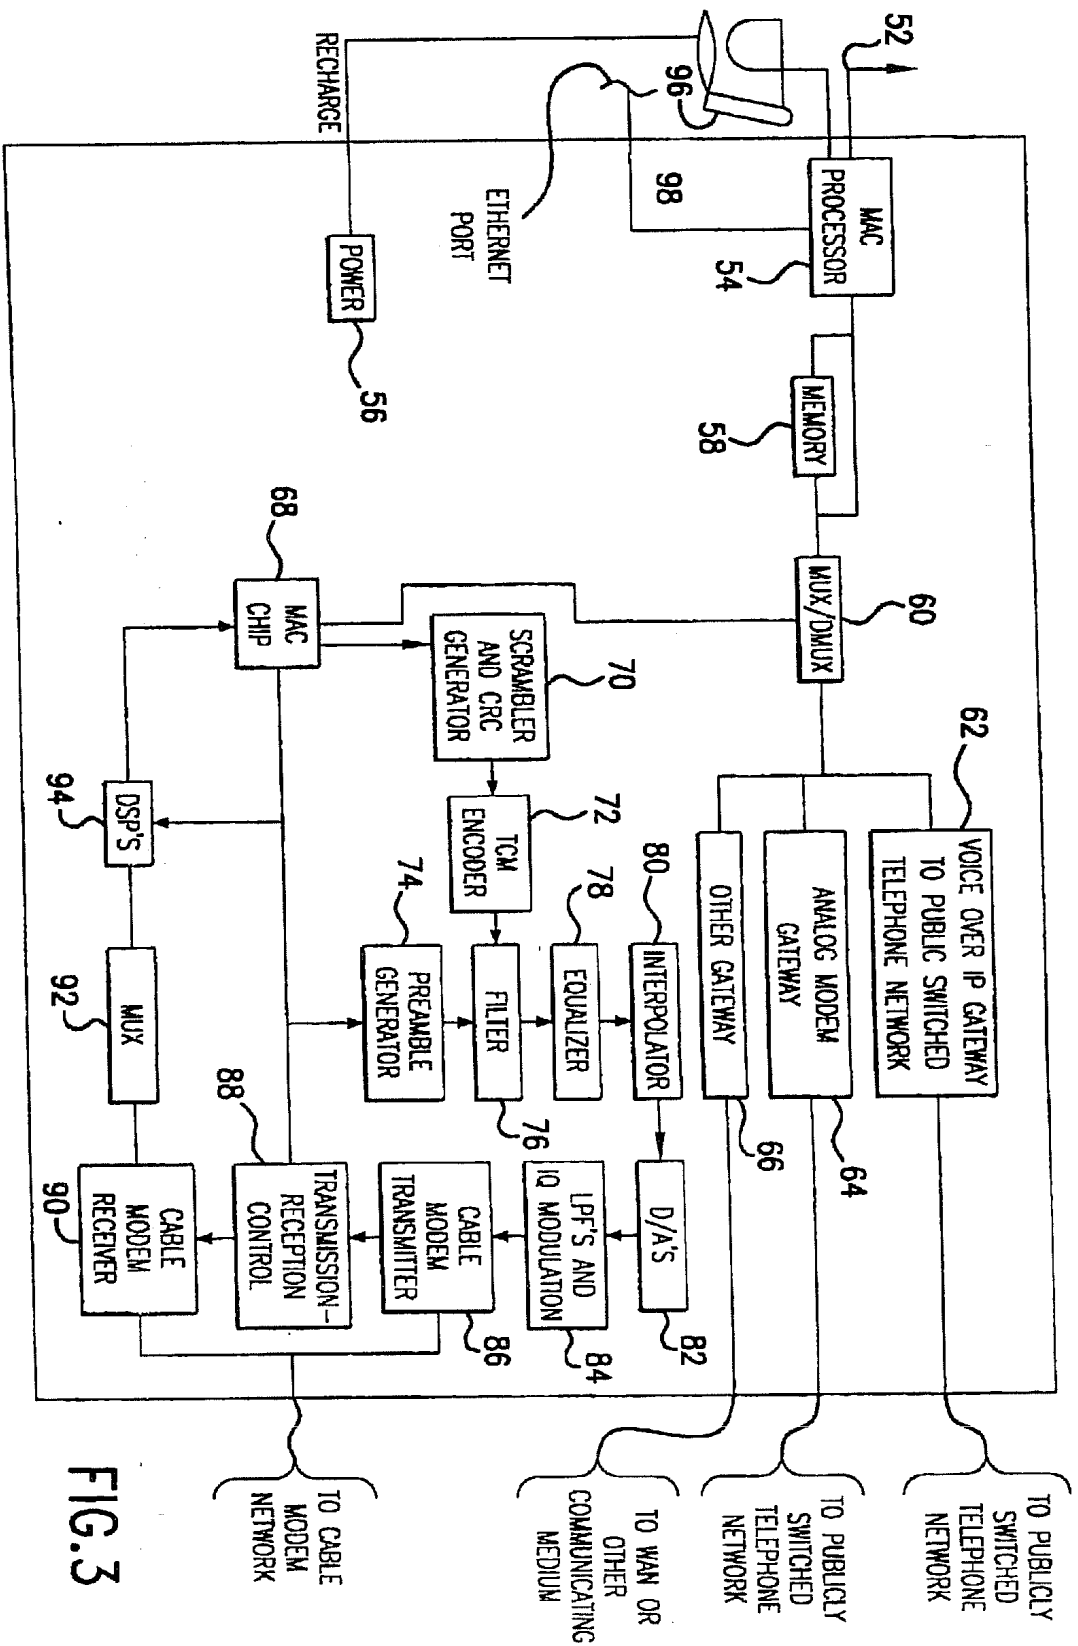 52
96
RECHARGE
98
ETHERNET
PORT
MAC
PROCESSOR
54
POWER
56
MEMORY
58
MUX/DMUX
60
62
VOICE OVER IP GATEWAY
TO PUBLIC SWITCHED
TELEPHONE NETWORK
ANALOG MODEM
GATEWAY
64
OTHER GATEWAY
66
68
MAC
CHIP
SCRAMBLER
AND CRC
GENERATOR
70
TCM
ENCODER
72
PREAMBLE
GENERATOR
74
FILTER
76
EQUALIZER
78
INTERPOLATOR
80
D/A'S
82
LPF'S AND
IQ MODULATION
84
CABLE
MODEM
TRANSMITTER
86
TRANSMISSION-
RECEPTION
CONTROL
88
CABLE
MODEM
RECEIVER
90
MUX
92
DSP'S
94
TO PUBLICLY
SWITCHED
TELEPHONE
NETWORK
TO PUBLICLY
SWITCHED
TELEPHONE
NETWORK
TO WAN OR
OTHER
COMMUNICATING
MEDIUM
TO CABLE
MODEM
NETWORK
FIG.3